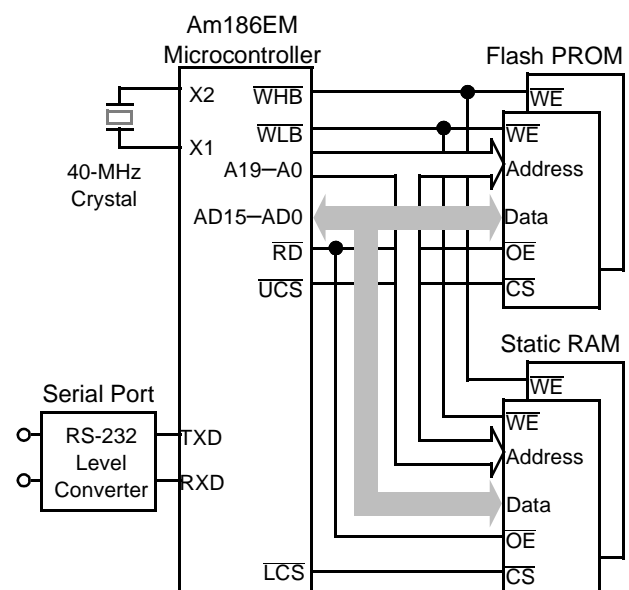 Am186EM
Microcontroller
Flash PROM
X2
WHB
WE
WLB
WE
X1
A19–A0
Address
40-MHz
Crystal
AD15–AD0
Data
RD
OE
UCS
CS
Static RAM
WE
Serial Port
WE
RS-232
Level
Converter
TXD
Address
RXD
Data
OE
LCS
CS